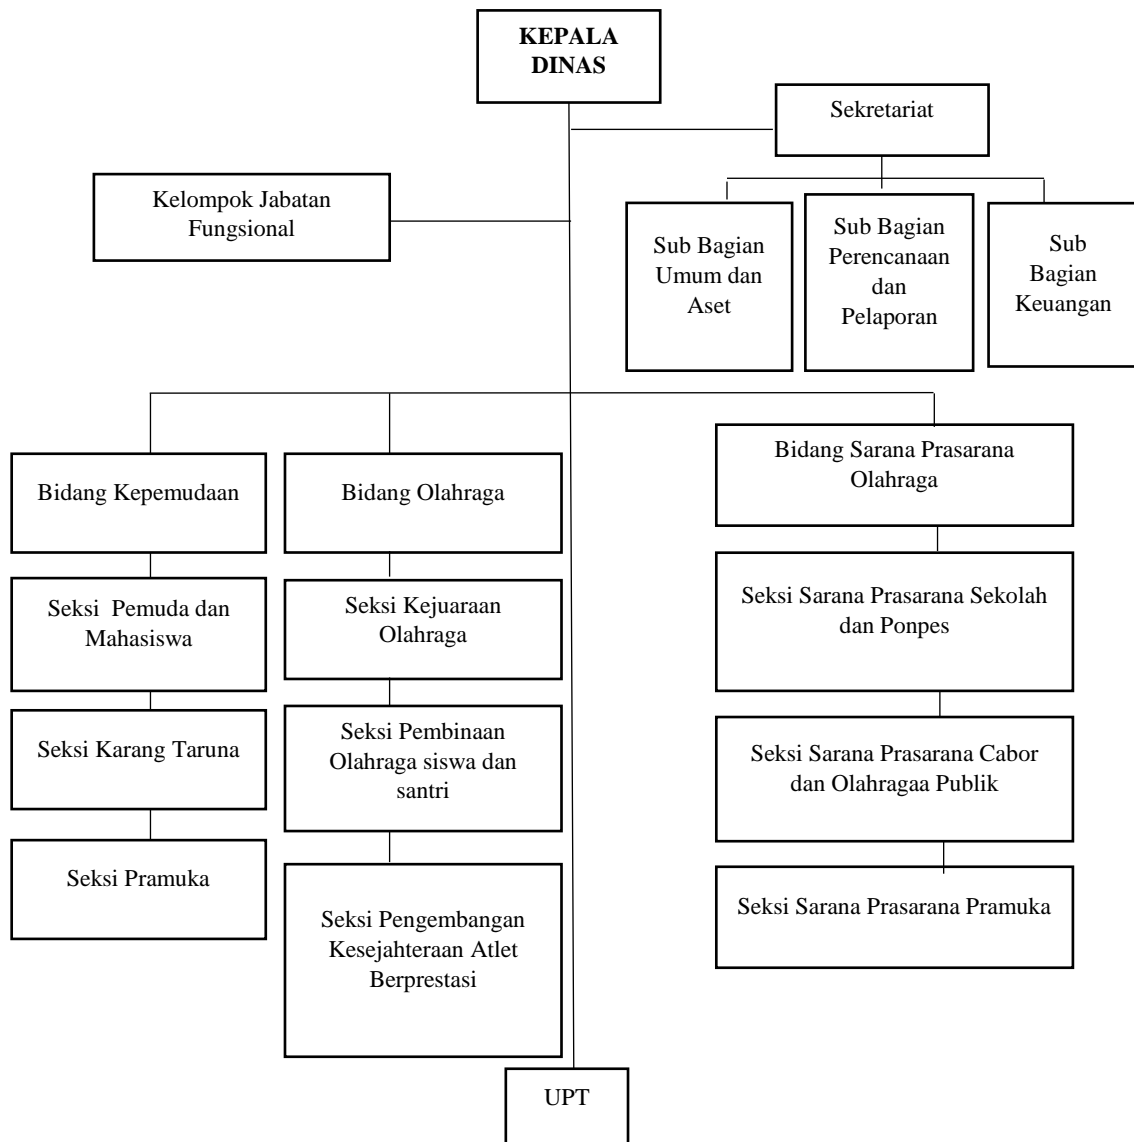 KEPALA
DINAS
Sekretariat
Kelompok Jabatan
Fungsional
Sub Bagian
Umum dan
Aset
Sub Bagian
Perencanaan
dan
Pelaporan
Sub
Bagian
Keuangan
Bidang Kepemudaan
Seksi  Pemuda dan
Mahasiswa
Seksi Karang Taruna
Seksi Pramuka
Bidang Olahraga
Seksi Kejuaraan
Olahraga
Seksi Pembinaan
Olahraga siswa dan
santri
Seksi Pengembangan
Kesejahteraan Atlet
Berprestasi
Bidang Sarana Prasarana
Olahraga
Seksi Sarana Prasarana Sekolah
dan Ponpes
Seksi Sarana Prasarana Cabor
dan Olahragaa Publik
Seksi Sarana Prasarana Pramuka
UPT